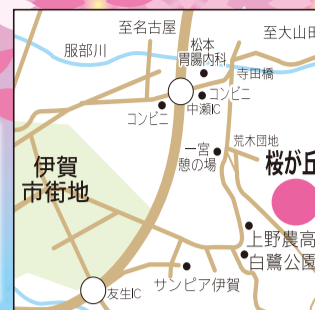 至名古屋
至大山田
服部川
松本
胃腸内科
寺田橋
コンビニ
中瀬IC
コンビニ
荒木団地
一宮
憩の場
桜が丘
伊賀
市街地
上野農高
白鷺公園
サンピア伊賀
友生IC